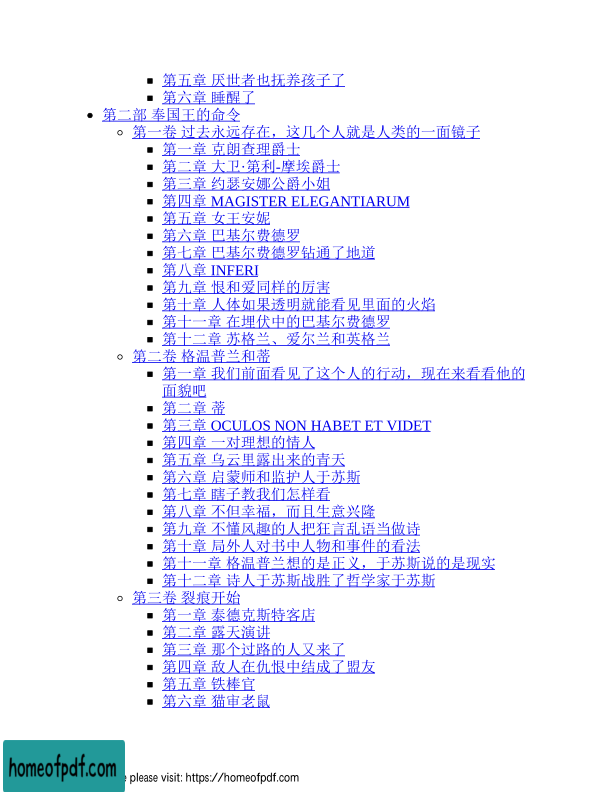 第五章 厌世者也抚养孩子了
第六章 睡醒了
第二部 奉国王的命令
第一卷 过去永远存在，这几个人就是人类的一面镜子
第一章 克朗查理爵士
第二章 大卫·第利-摩埃爵士
第三章 约瑟安娜公爵小姐
第四章 MAGISTER ELEGANTIARUM
第五章 女王安妮
第六章 巴基尔费德罗
第七章 巴基尔费德罗钻通了地道
第八章 INFERI
第九章 恨和爱同样的厉害
第十章 人体如果透明就能看见里面的火焰
第十一章 在埋伏中的巴基尔费德罗
第十二章 苏格兰、爱尔兰和英格兰
第二卷 格温普兰和蒂
第一章 我们前面看见了这个人的行动，现在来看看他的
面貌吧
第二章 蒂
第三章 OCULOS NON HABET ET VIDET
第四章 一对理想的情人
第五章 乌云里露出来的青天
第六章 启蒙师和监护人于苏斯
第七章 瞎子教我们怎样看
第八章 不但幸福，而且生意兴隆
第九章 不懂风趣的人把狂言乱语当做诗
第十章 局外人对书中人物和事件的看法
第十一章 格温普兰想的是正义，于苏斯说的是现实
第十二章 诗人于苏斯战胜了哲学家于苏斯
第三卷 裂痕开始
第一章 泰德克斯特客店
第二章 露天演讲
第三章 那个过路的人又来了
第四章 敌人在仇恨中结成了盟友
第五章 铁棒官
第六章 猫审老鼠
homeofpdf.com
please visit: https://homeofpdf.com